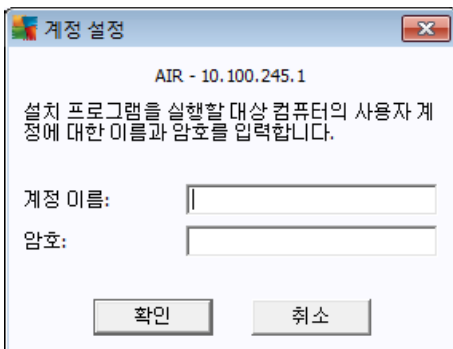 계정 설정
AIR - 10.100.245.1
설치 프로그램을 실행할 대상 컴퓨터의 사용자 계
정에 대한 이름과 암호를 입력합니다.
계정 이름:
암호:
확인 취소